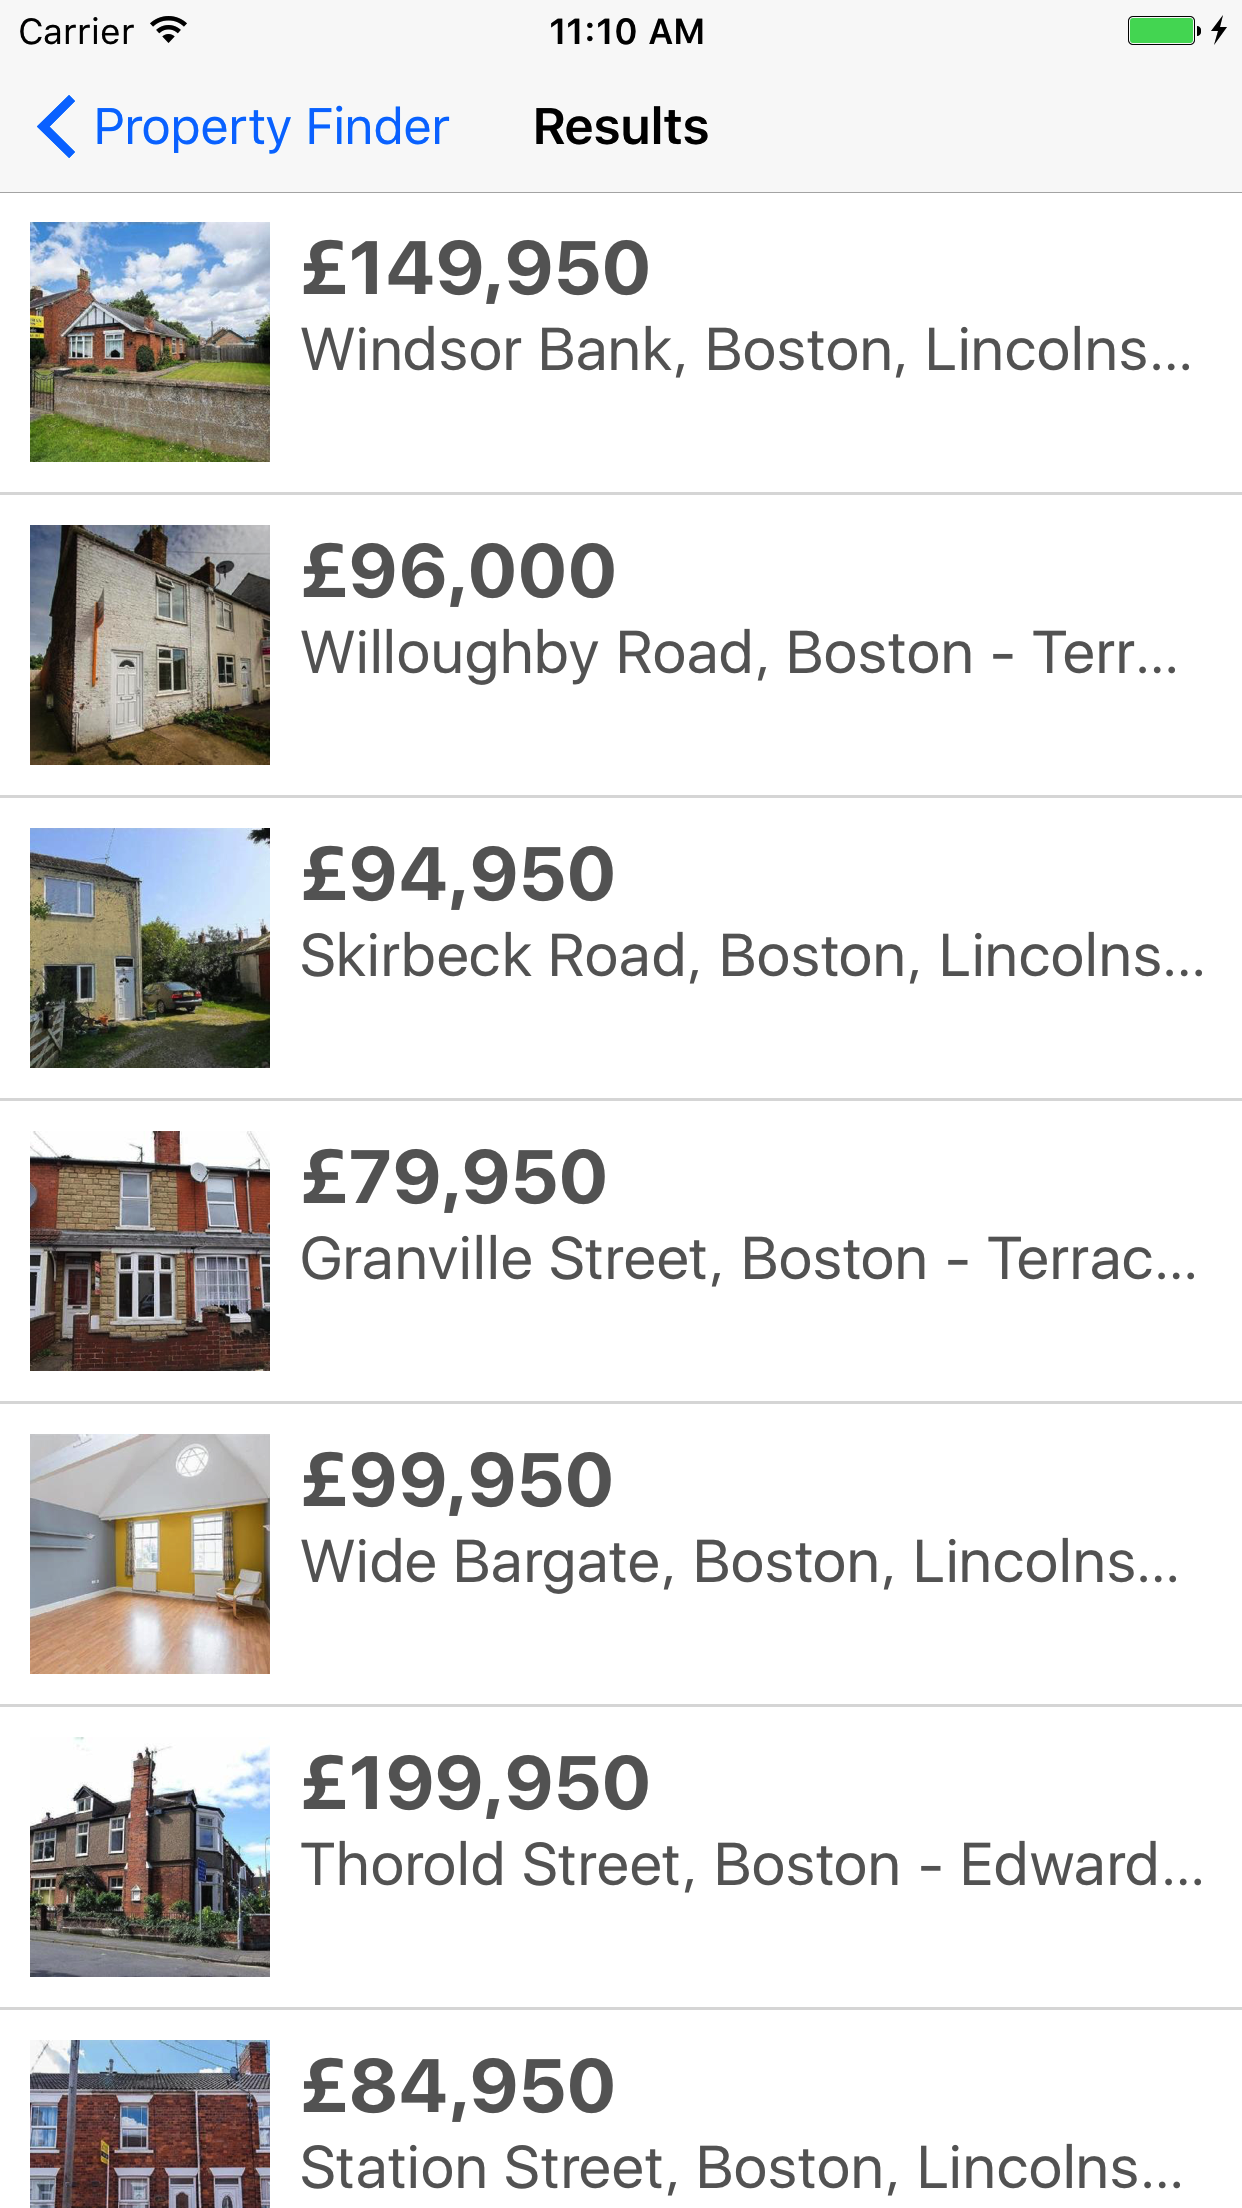 Carrier 11:10 AM
Property Finder Results
£149,950
Windsor Bank, Boston, Lincolns...
£96,000
Willoughby Road, Boston - Terr...
£94,950
Skirbeck Road, Boston, Lincolns...
£79,950
Granville Street, Boston - Terrac...
£99,950
Wide Bargate, Boston, Lincolns...
£199,950
Thorold Street, Boston - Edward...
£84,950
Station Street, Boston, Lincolns...